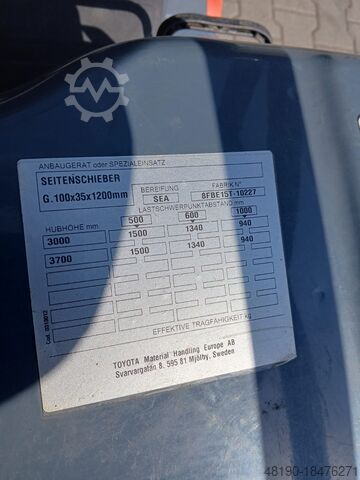 ANBAUGERÄT oder SPEZIALEINSATZ
SEITENSCHIEBER
G.100x35x1200mm
BEREIFUNG FABRIK N°
SEA 8FBE15T-10227
LASTSCHWERPUNKTABSTAND mm
HUBHÖHE mm 500 600 1000
3000 1500 1340 940
3700 1500 1340 940
EFFEKTIVE TRAGFÄHIGKEIT kg
TOYOTA Material Handling Europe AB
Svarvargatan 8, 595 81 Mjölby, Sweden
48190-18476271